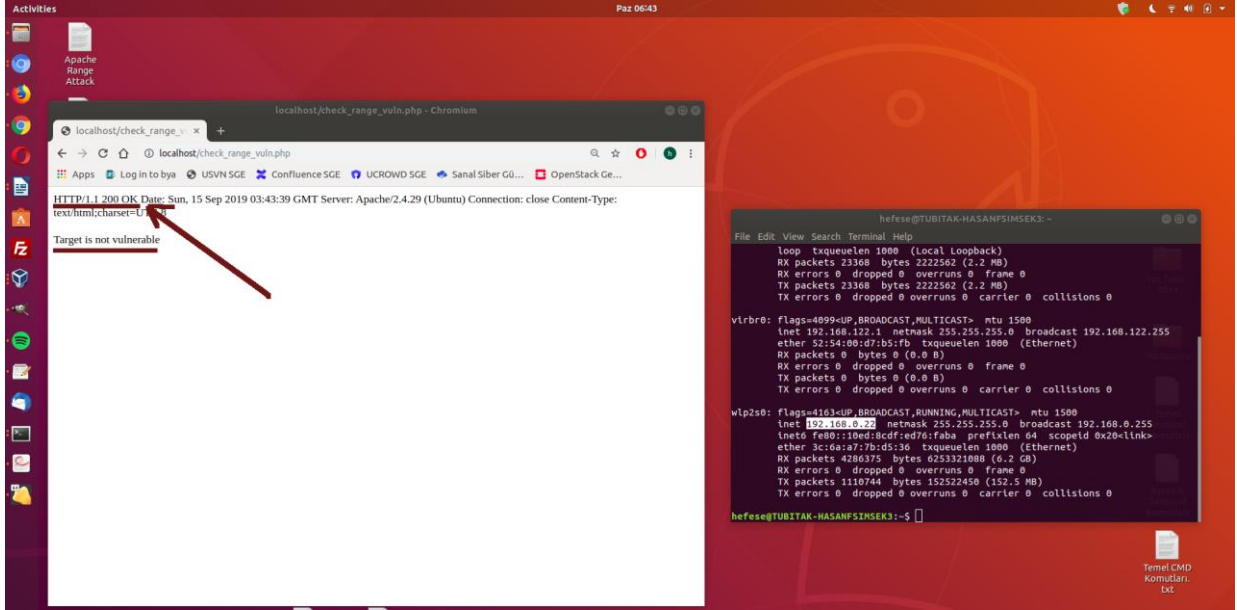 Activities
Paz 06:43
Apache
Range
Attack
localhost/check_range_vuln.php - Chromium
localhost/check_range_v
localhost/check_range_vuln.php
Apps Log in to bya USVN SGE Confluence SGE UCROWD SGE Sanal Siber Gü... OpenStack Ge...
HTTP/1.1 200 OK Date: Sun, 15 Sep 2019 03:43:39 GMT Server: Apache/2.4.29 (Ubuntu) Connection: close Content-Type:
text/html;charset=UTF-8
Target is not vulnerable
hefese@TUBITAK-HASANFSIMSEK3: ~
File Edit View Search Terminal Help
loop txqueuelen 1000 (Local Loopback)
RX packets 23368 bytes 2222562 (2.2 MB)
RX errors 0 dropped 0 overruns 0 frame 0
TX packets 23368 bytes 2222562 (2.2 MB)
TX errors 0 dropped 0 overruns 0 carrier 0 collisions 0
virbr0: flags=4099<UP,BROADCAST,MULTICAST> mtu 1500
inet 192.168.122.1 netmask 255.255.255.0 broadcast 192.168.122.255
ether 52:54:00:d7:b5:fb txqueuelen 1000 (Ethernet)
RX packets 0 bytes 0 (0.0 B)
RX errors 0 dropped 0 overruns 0 frame 0
TX packets 0 bytes 0 (0.0 B)
TX errors 0 dropped 0 overruns 0 carrier 0 collisions 0
wlp2s0: flags=4163<UP,BROADCAST,RUNNING,MULTICAST> mtu 1500
inet 192.168.0.22 netmask 255.255.255.0 broadcast 192.168.0.255
inet6 fe80::10ed:8cdf:ed76:faba prefixlen 64 scopeid 0x20<link>
ether 3c:6a:a7:7b:d5:36 txqueuelen 1000 (Ethernet)
RX packets 4286375 bytes 6253321088 (6.2 GB)
RX errors 0 dropped 0 overruns 0 frame 0
TX packets 1110744 bytes 152522450 (152.5 MB)
TX errors 0 dropped 0 overruns 0 carrier 0 collisions 0
hefese@TUBITAK-HASANFSIMSEK3:~$
Temel CMD
Komutları.
txt